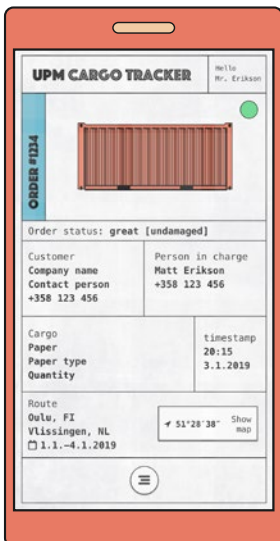 UPM CARGO TRACKER
Hello
Mr. Erikson
ORDER #1234
Order status: great [undamaged]
Customer
Company name
Contact person
+358 123 456
Person in charge
Matt Erikson
+358 123 456
Cargo
Paper
Paper type
Quantity
timestamp
20:15
3.1.2019
Route
Oulu, FI
Vlissingen, NL
1.1.–4.1.2019
51°28′38″
Show
map